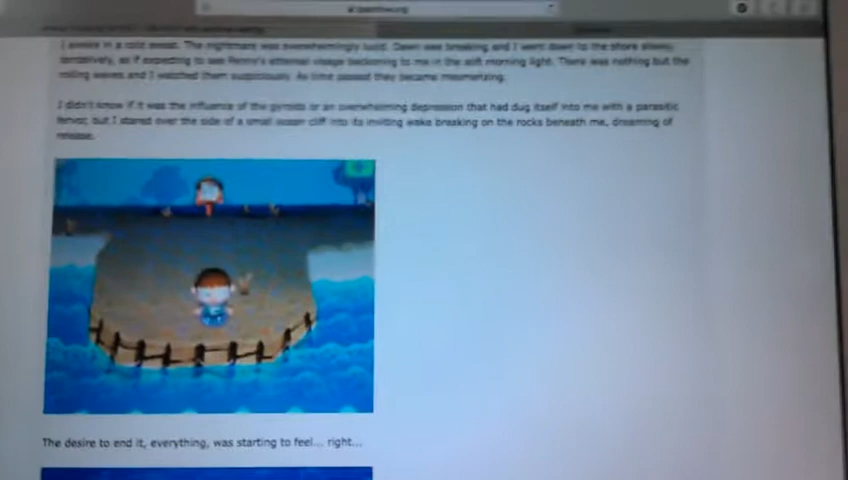 I awoke in a cold sweat. The nightmare was overwhelmingly lucid. Dawn was breaking and I went down to the shore
tentatively, as if expecting to see Penny's ethereal visage beckoning to me in the soft morning light. There was nothing but the
rolling waves and I watched them suspiciously. As time passed they became mesmerizing.
I didn't know if it was the influence of the pyrosis or an overwhelming depression that had dug itself into me with a parasitic
fervor, but I stared over the side of a small ocean cliff into its inviting wake breaking on the rocks beneath me, dreaming of
release.
The desire to end it, everything, was starting to feel... right...